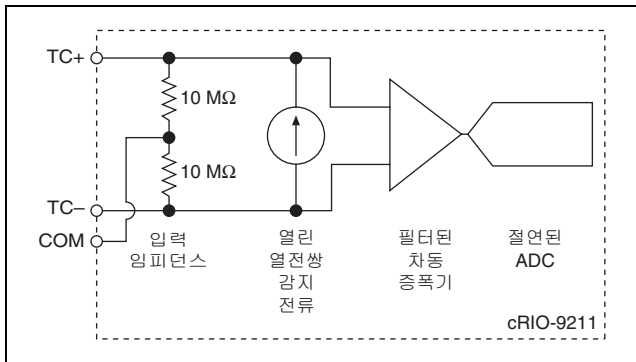 TC+
10 MΩ
10 MΩ
TC–
COM
입력
임피던스
열린
열전쌍
감지
전류
필터된
차동
증폭기
절연된
ADC
cRIO-9211